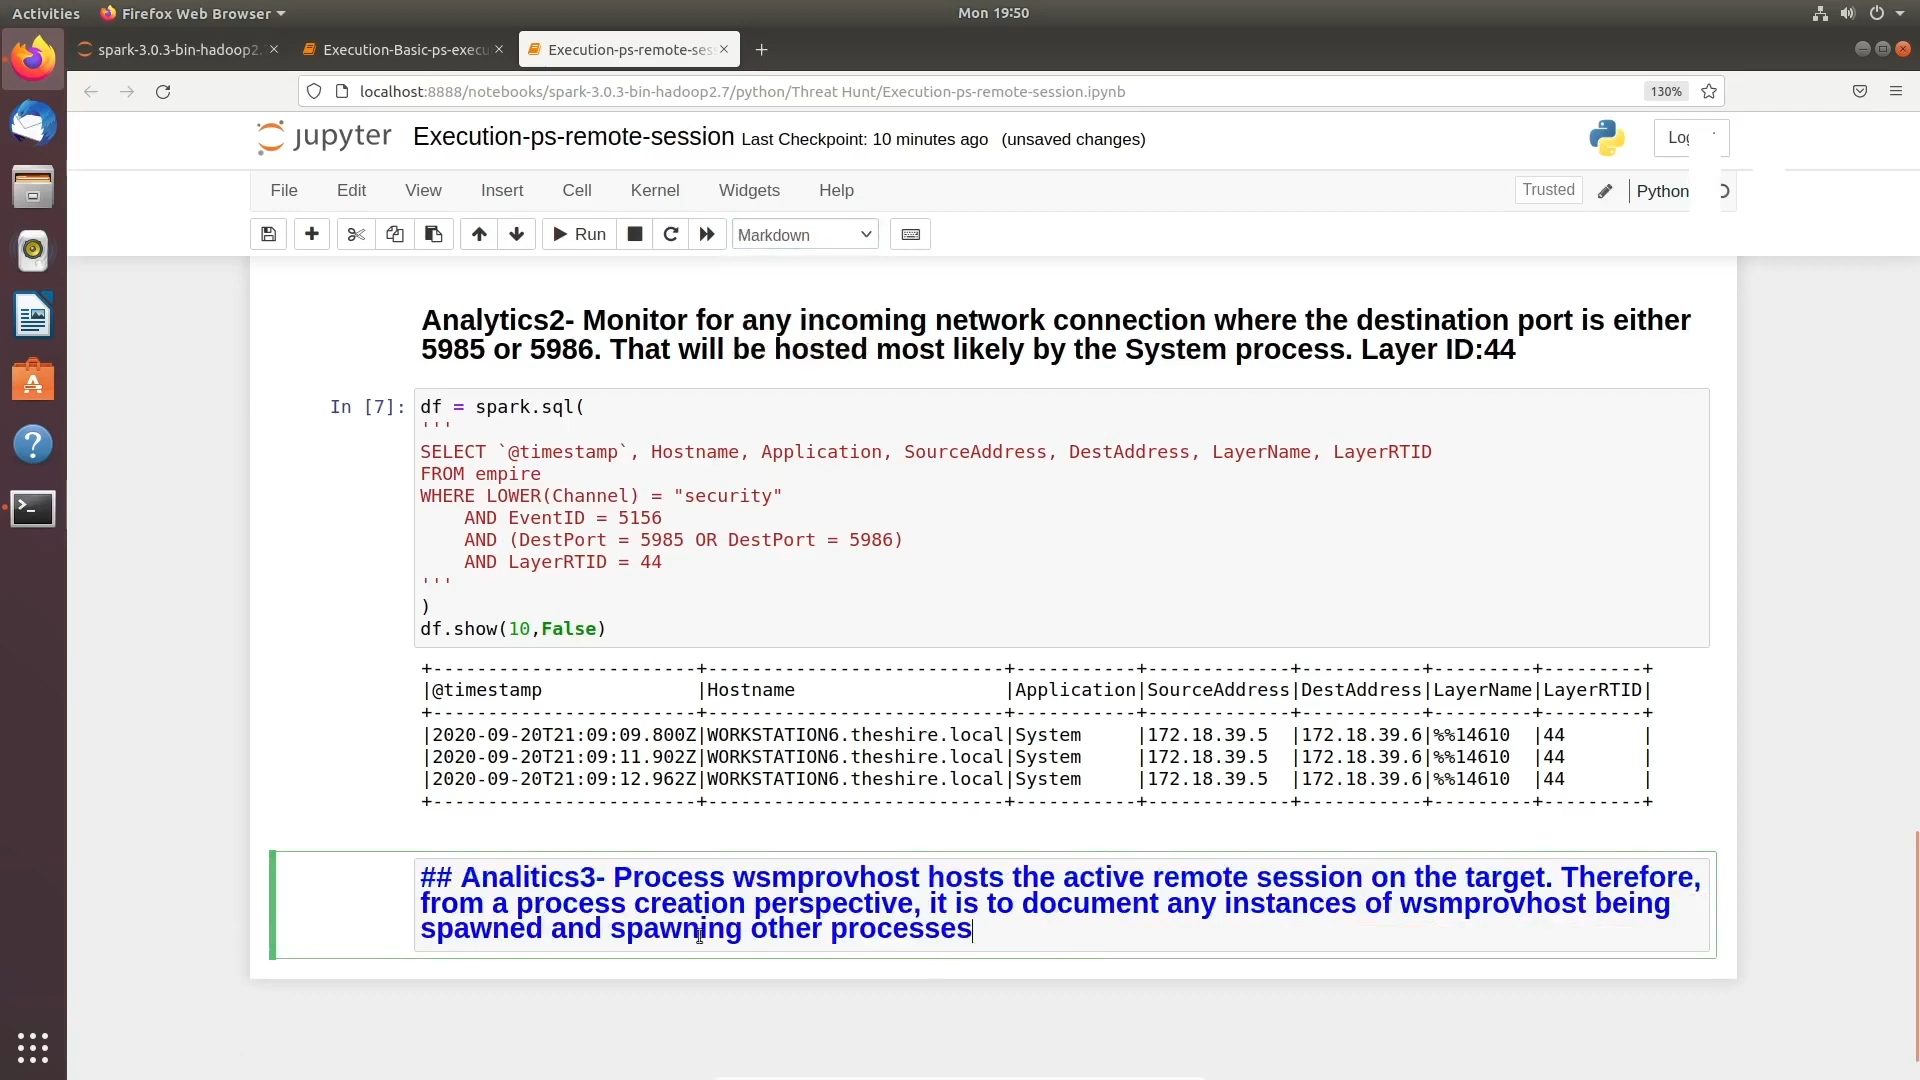 Activities Firefox Web Browser Mon 19:50
spark-3.0.3-bin-hadoop2. Execution-Basic-ps-execu Execution-ps-remote-ses
localhost:8888/notebooks/spark-3.0.3-bin-hadoop2.7/python/Threat Hunt/Execution-ps-remote-session.ipynb 130%
jupyter Execution-ps-remote-session Last Checkpoint: 10 minutes ago (unsaved changes)
File Edit View Insert Cell Kernel Widgets Help Trusted Python
Run Markdown
Analytics2- Monitor for any incoming network connection where the destination port is either
5985 or 5986. That will be hosted most likely by the System process. Layer ID:44
In [7]: df = spark.sql(
'''
SELECT `@timestamp`, Hostname, Application, SourceAddress, DestAddress, LayerName, LayerRTID
FROM empire
WHERE LOWER(Channel) = "security"
    AND EventID = 5156
    AND (DestPort = 5985 OR DestPort = 5986)
    AND LayerRTID = 44
'''
)
df.show(10,False)
+------------------------+---------------------------+-----------+-------------+-----------+---------+---------+
|@timestamp              |Hostname                   |Application|SourceAddress|DestAddress|LayerName|LayerRTID|
+------------------------+---------------------------+-----------+-------------+-----------+---------+---------+
|2020-09-20T21:09:09.800Z|WORKSTATION6.theshire.local|System     |172.18.39.5  |172.18.39.6|%%14610  |44       |
|2020-09-20T21:09:11.902Z|WORKSTATION6.theshire.local|System     |172.18.39.5  |172.18.39.6|%%14610  |44       |
|2020-09-20T21:09:12.962Z|WORKSTATION6.theshire.local|System     |172.18.39.5  |172.18.39.6|%%14610  |44       |
+------------------------+---------------------------+-----------+-------------+-----------+---------+---------+
## Analitics3- Process wsmprovhost hosts the active remote session on the target. Therefore,
from a process creation perspective, it is to document any instances of wsmprovhost being
spawned and spawning other processes